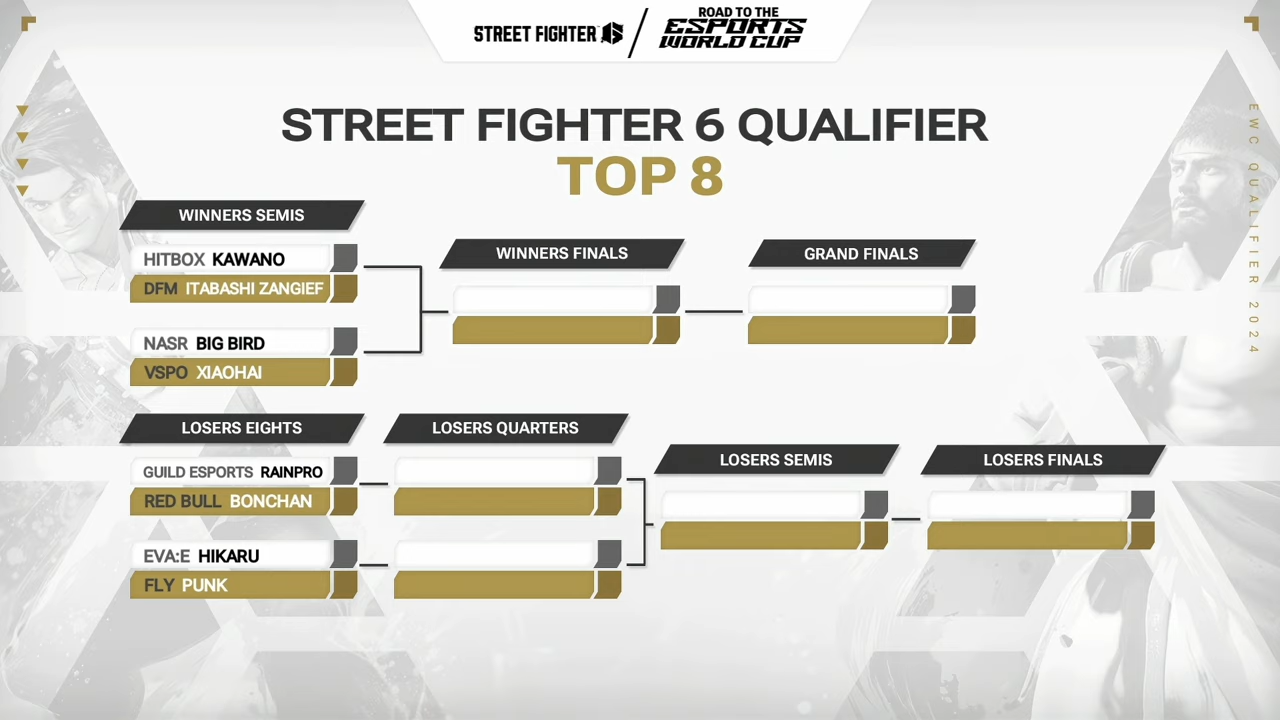 STREET FIGHTER 6 / ROAD TO THE ESPORTS WORLD CUP
STREET FIGHTER 6 QUALIFIER
TOP 8
WINNERS SEMIS
HITBOX KAWANO
DFM ITABASHI ZANGIEF
NASR BIG BIRD
VSPO XIAOHAI
WINNERS FINALS
GRAND FINALS
LOSERS EIGHTS
GUILD ESPORTS RAINPRO
RED BULL BONCHAN
EVA:E HIKARU
FLY PUNK
LOSERS QUARTERS
LOSERS SEMIS
LOSERS FINALS
EWC QUALIFIER 2024